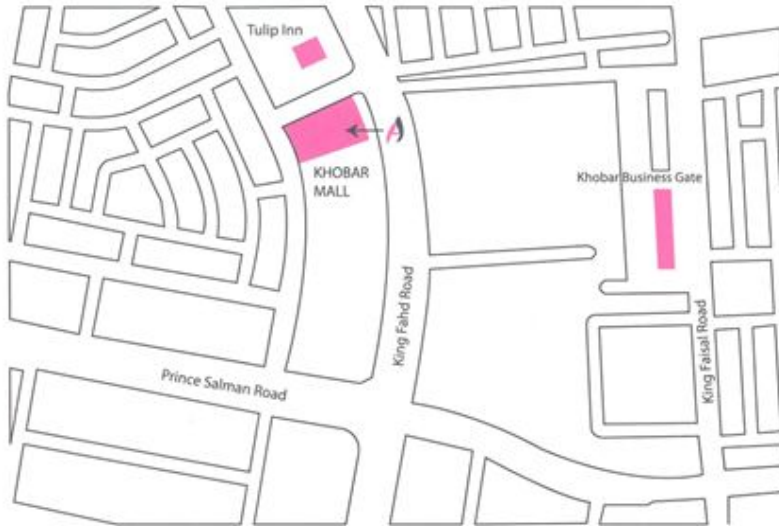 Tulip Inn
KHOBAR
MALL
Khobar Business Gate
King Fahd Road
King Faisal Road
Prince Salman Road